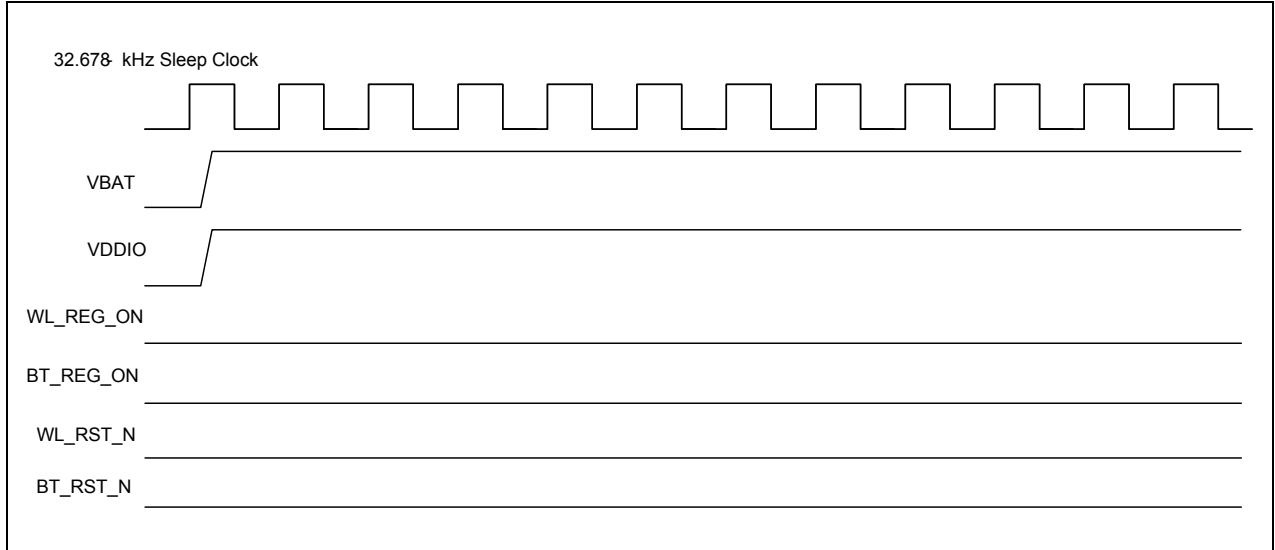 32.678- kHz Sleep Clock
VBAT
VDDIO
WL_REG_ON
BT_REG_ON
WL_RST_N
BT_RST_N